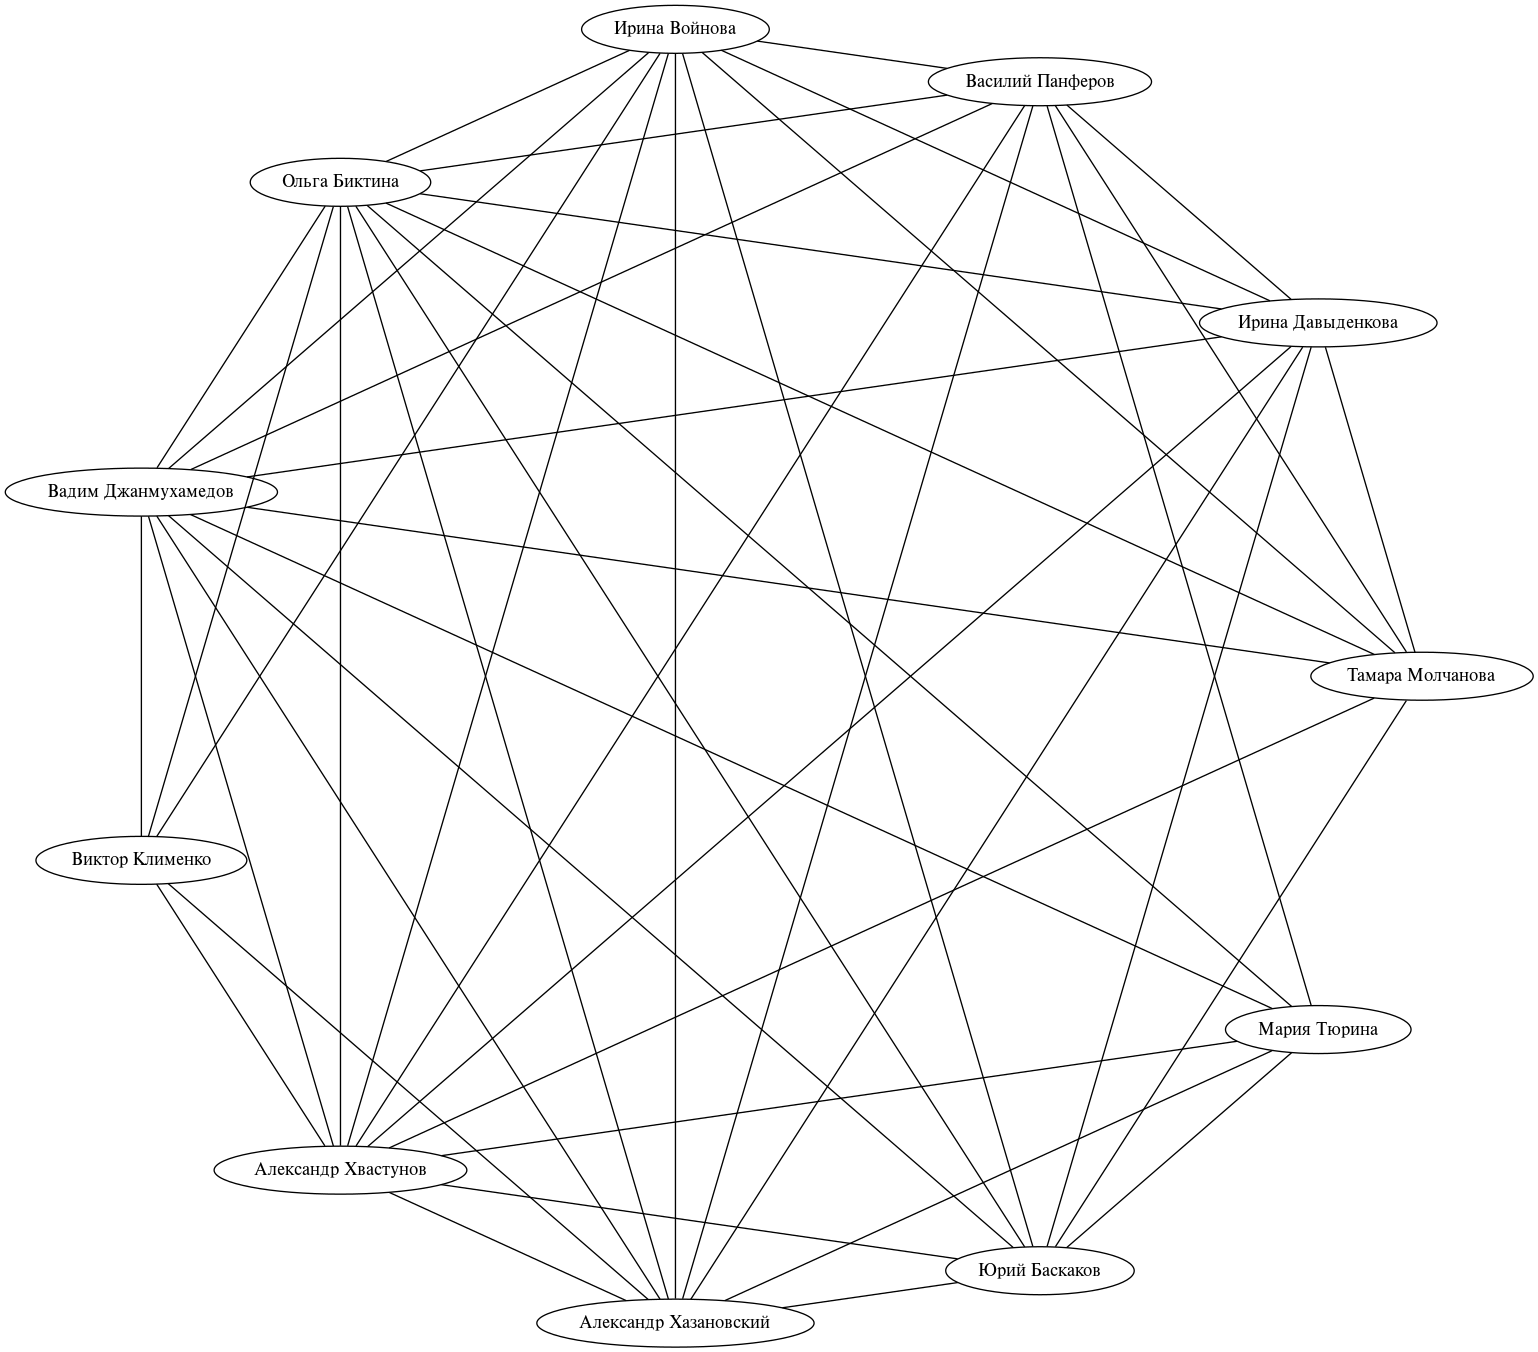 Ирина Войнова
Василий Панферов
Ольга Биктина
Ирина Давыденкова
Вадим Джанмухамедов
Тамара Молчанова
Виктор Клименко
Мария Тюрина
Александр Хвастунов
Юрий Баскаков
Александр Хазановский